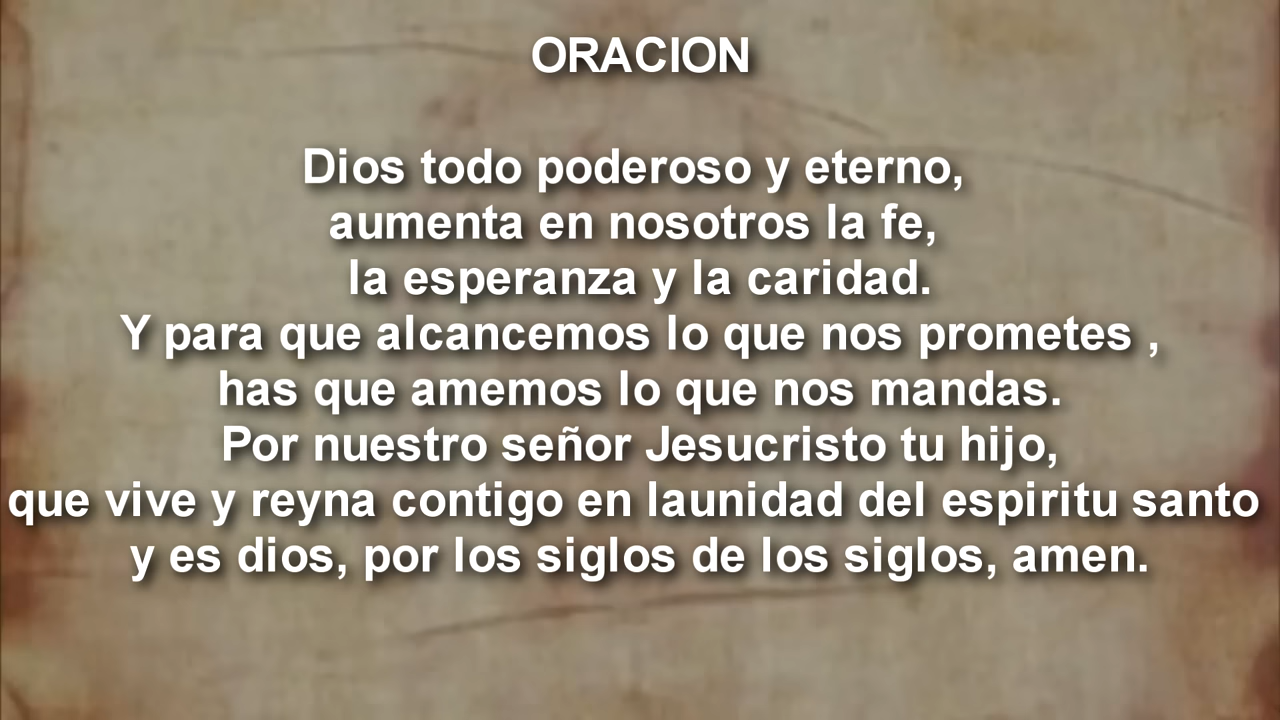 ORACION
Dios todo poderoso y eterno,
aumenta en nosotros la fe,
la esperanza y la caridad.
Y para que alcancemos lo que nos prometes ,
has que amemos lo que nos mandas.
Por nuestro señor Jesucristo tu hijo,
que vive y reyna contigo en launidad del espiritu santo
y es dios, por los siglos de los siglos, amen.